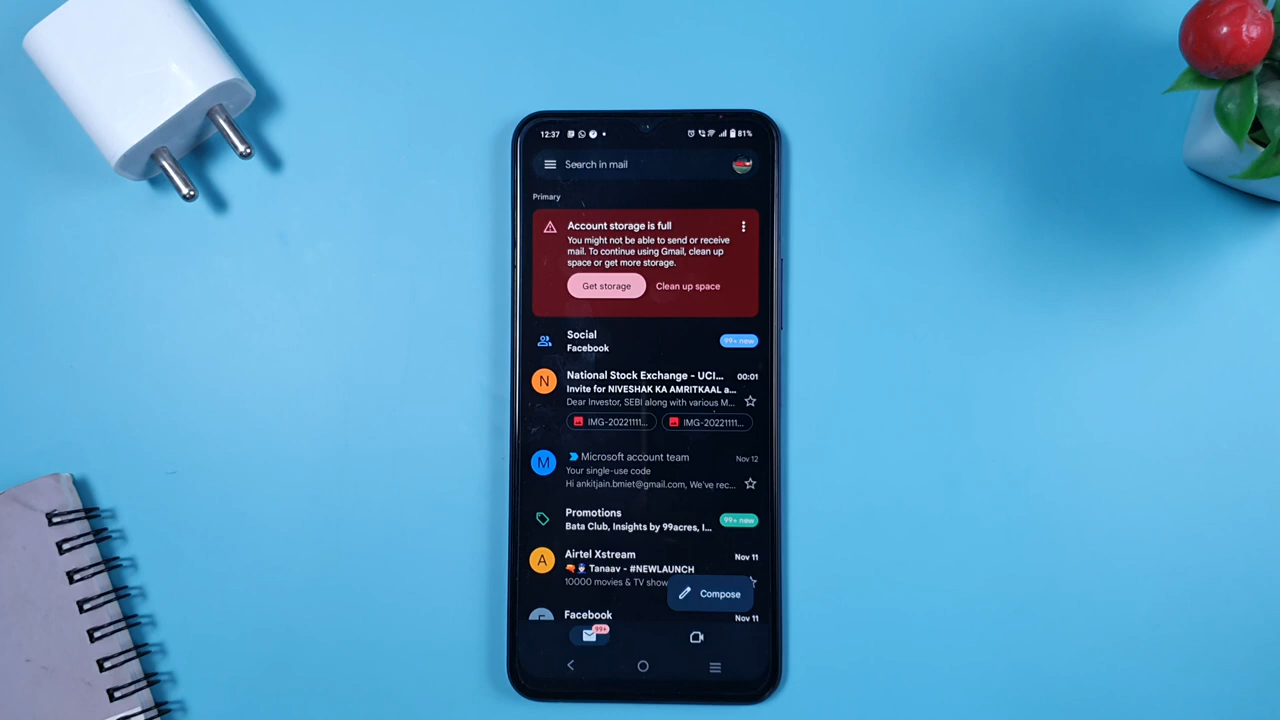 12:37
81%
Search in mail
Primary
Account storage is full
You might not be able to send or receive
mail. To continue using Gmail, clean up
space or get more storage.
Get storage
Clean up space
Social
99+ new
Facebook
N
National Stock Exchange - UCI...
00:01
Invite for NIVESHAK KA AMRITKAAL a...
Dear Investor, SEBI along with various M...
IMG-20221111...
IMG-20221111...
M
Microsoft account team
Nov 12
Your single-use code
Hi ankitjain.bmiet@gmail.com, We've rec...
Promotions
99+ new
Bata Club, Insights by 99acres, I...
A
Airtel Xstream
Nov 11
Tanaav - #NEWLAUNCH
10000 movies & TV show
Compose
Facebook
Nov 11
99+